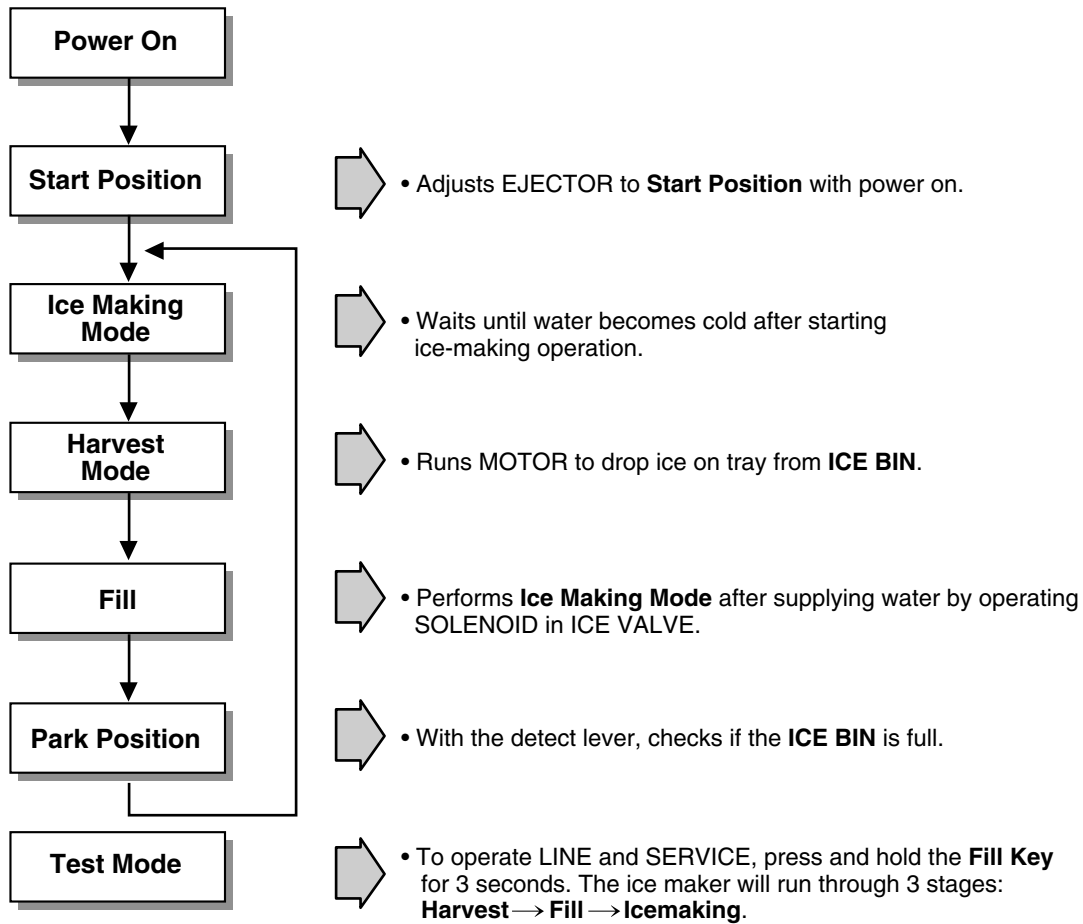 Power On
Start Position
• Adjusts EJECTOR to Start Position with power on.
Ice Making
Mode
• Waits until water becomes cold after starting
ice-making operation.
Harvest
Mode
• Runs MOTOR to drop ice on tray from ICE BIN.
Fill
• Performs Ice Making Mode after supplying water by operating
SOLENOID in ICE VALVE.
Park Position
• With the detect lever, checks if the ICE BIN is full.
Test Mode
• To operate LINE and SERVICE, press and hold the Fill Key
for 3 seconds. The ice maker will run through 3 stages:
Harvest→Fill→Icemaking.